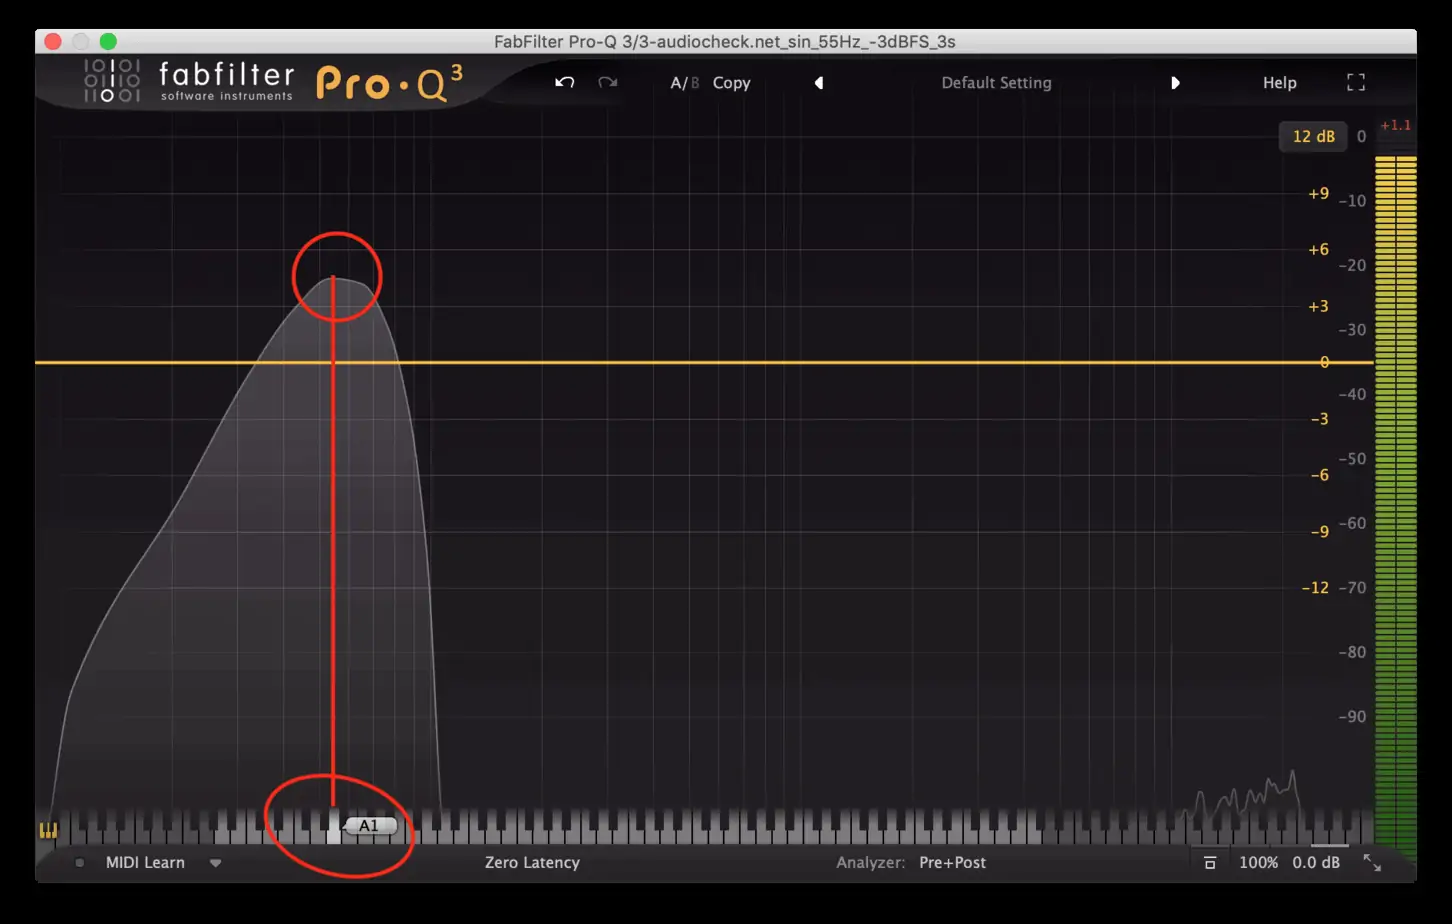 FabFilter Pro-Q 3/3-audiocheck.net_sin_55Hz_-3dBFS_3s
fabfilter
software instruments
Pro·Q3
A/B Copy
Default Setting
Help
12 dB
0
+1.1
+9
-10
+6
-20
+3
-30
0
-40
-3
-50
-6
-60
-9
-12
-70
-80
-90
A1
MIDI Learn
Zero Latency
Analyzer: Pre+Post
100%
0.0 dB